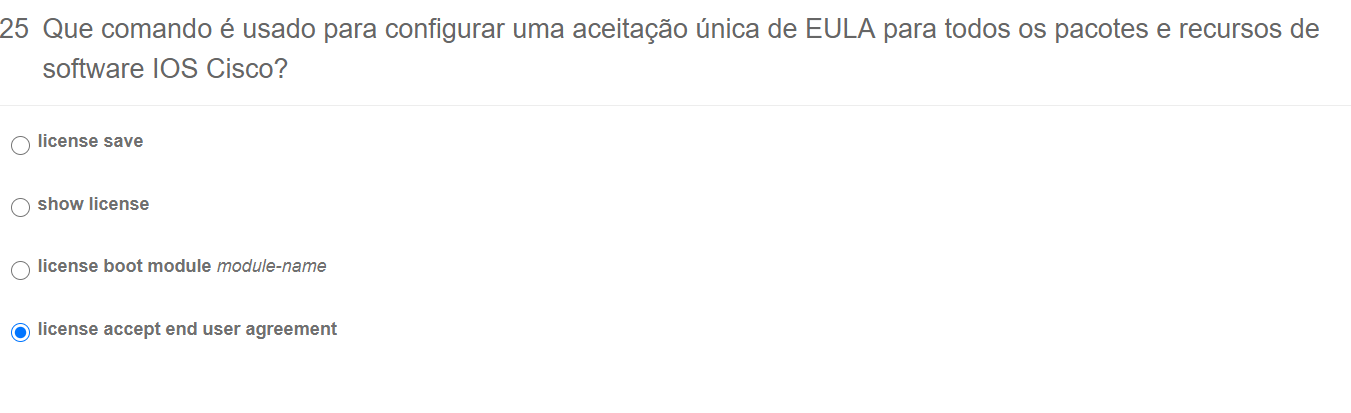 25 Que comando é usado para configurar uma aceitação única de EULA para todos os pacotes e recursos de
software IOS Cisco?
license save
show license
license boot module module-name
license accept end user agreement